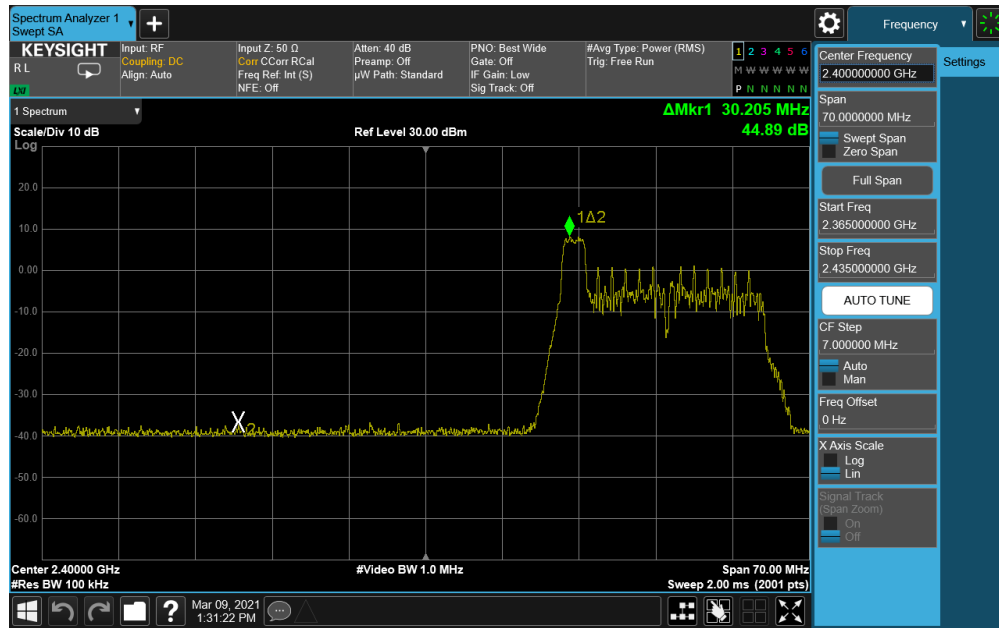 Spectrum Analyzer 1
Swept SA
+
Frequency
KEYSIGHT
R L
LXI
Input: RF
Coupling: DC
Align: Auto
Input Z: 50 Ω
Corr CCorr RCal
Freq Ref: Int (S)
NFE: Off
Atten: 40 dB
Preamp: Off
µW Path: Standard
PNO: Best Wide
Gate: Off
IF Gain: Low
Sig Track: Off
#Avg Type: Power (RMS)
Trig: Free Run
1 2 3 4 5 6
M W W W W W
P N N N N N
1 Spectrum
ΔMkr1 30.205 MHz
44.89 dB
Scale/Div 10 dB
Ref Level 30.00 dBm
Log
20.0
10.0
0.00
-10.0
-20.0
-30.0
-40.0
-50.0
-60.0
1Δ2
X2
Center 2.40000 GHz
#Video BW 1.0 MHz
Span 70.00 MHz
#Res BW 100 kHz
Sweep 2.00 ms (2001 pts)
Center Frequency
2.400000000 GHz
Settings
Span
70.0000000 MHz
Swept Span
Zero Span
Full Span
Start Freq
2.365000000 GHz
Stop Freq
2.435000000 GHz
AUTO TUNE
CF Step
7.000000 MHz
Auto
Man
Freq Offset
0 Hz
X Axis Scale
Log
Lin
Signal Track
(Span Zoom)
On
Off
?
Mar 09, 2021
1:31:22 PM